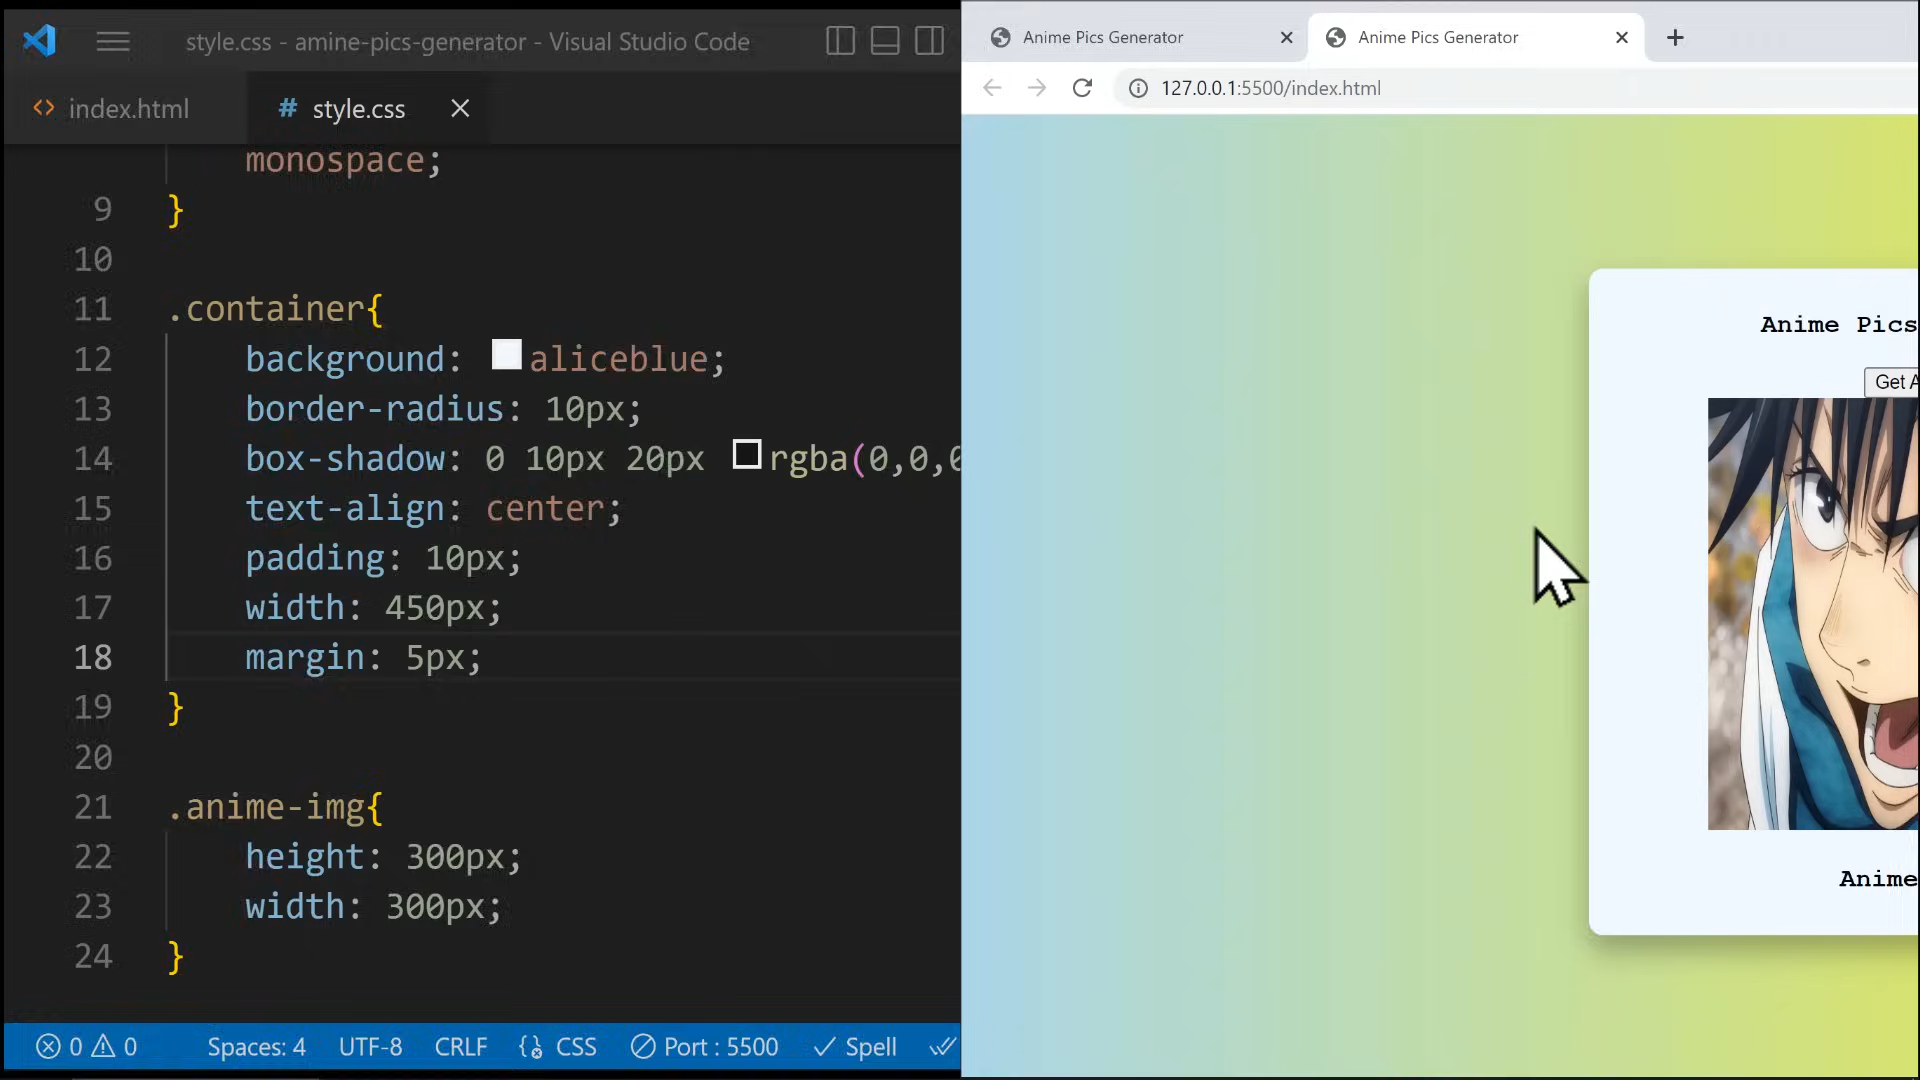 style.css - amine-pics-generator - Visual Studio Code
index.html
# style.css
monospace;
9 }
10
11 .container{
12 background: aliceblue;
13 border-radius: 10px;
14 box-shadow: 0 10px 20px rgba(0,0,0
15 text-align: center;
16 padding: 10px;
17 width: 450px;
18 margin: 5px;
19 }
20
21 .anime-img{
22 height: 300px;
23 width: 300px;
24 }
0 0 Spaces: 4 UTF-8 CRLF CSS Port : 5500 Spell
Anime Pics Generator
Anime Pics Generator
127.0.0.1:5500/index.html
Anime Pics
Get A
Anime